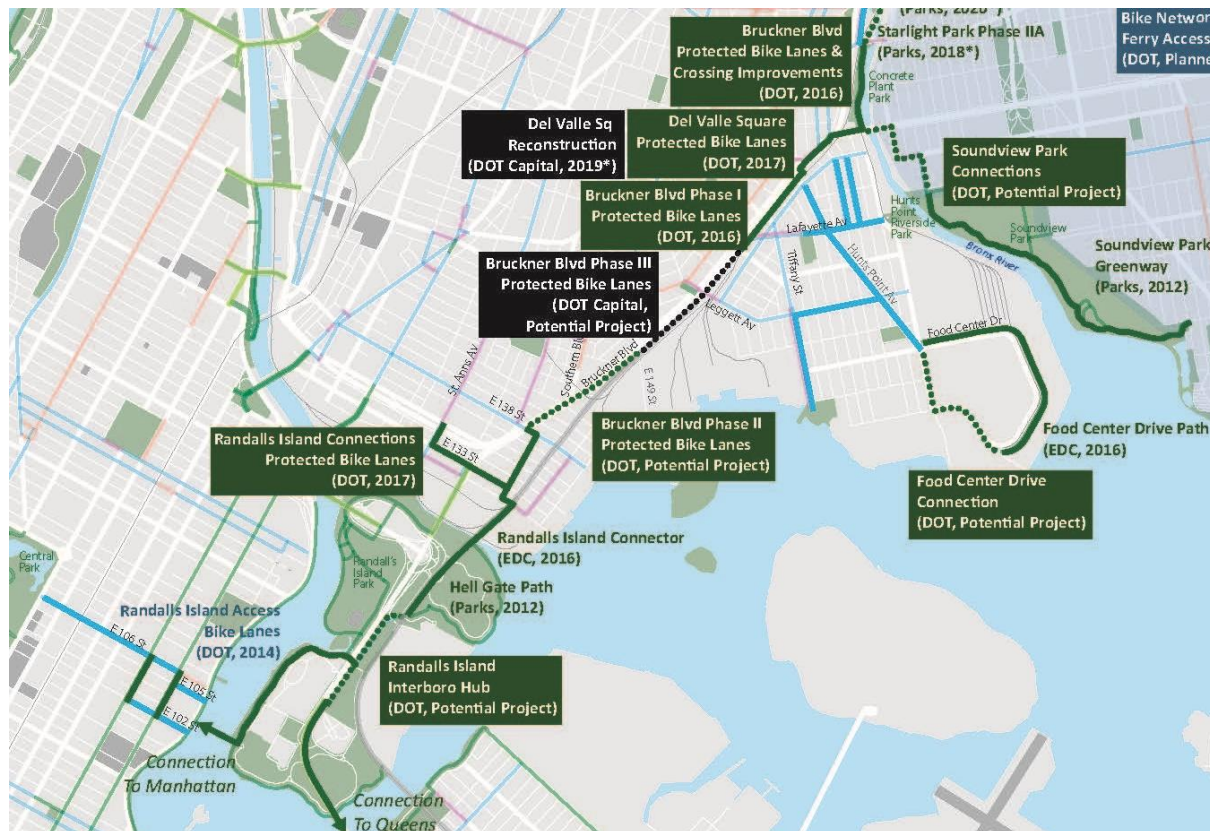 (Parks, 2020*)
Starlight Park Phase IIA
(Parks, 2018*)
Bike Networ
Ferry Access
(DOT, Planne
Bruckner Blvd
Protected Bike Lanes &
Crossing Improvements
(DOT, 2016)
Concrete
Plant
Park
Del Valle Sq
Reconstruction
(DOT Capital, 2019*)
Del Valle Square
Protected Bike Lanes
(DOT, 2017)
Soundview Park
Connections
(DOT, Potential Project)
Bruckner Blvd Phase I
Protected Bike Lanes
(DOT, 2016)
Lafayette Av
Hunts
Point
Riverside
Park
Soundview
Park
Bronx River
Soundview Park
Greenway
(Parks, 2012)
Bruckner Blvd Phase III
Protected Bike Lanes
(DOT Capital,
Potential Project)
Tiffany St
Hunts Point Av
Leggett Av
Food Center Dr
St. Anns Av
Southern Bl
Bruckner Blvd
E 149 St
E 138 St
E 133 St
Randalls Island Connections
Protected Bike Lanes
(DOT, 2017)
Bruckner Blvd Phase II
Protected Bike Lanes
(DOT, Potential Project)
Food Center Drive Path
(EDC, 2016)
Food Center Drive
Connection
(DOT, Potential Project)
Randalls Island Connector
(EDC, 2016)
Central
Park
Randall's
Island
Park
Hell Gate Path
(Parks, 2012)
Randalls Island Access
Bike Lanes
(DOT, 2014)
E 106 St
E 105 St
E 102 St
Randalls Island
Interboro Hub
(DOT, Potential Project)
Connection
To Manhattan
Connection
To Queens